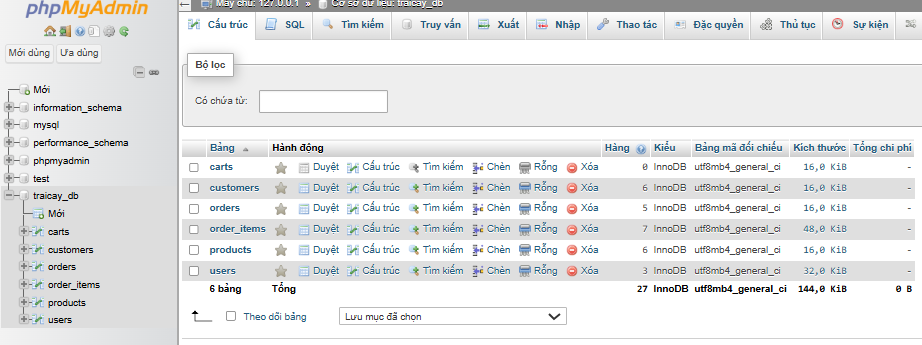 phpMyAdmin
Mới dùng Ưa dùng
Mới
information_schema
mysql
performance_schema
phpmyadmin
test
traicay_db
Mới
carts
customers
orders
order_items
products
users
Máy chủ: 127.0.0.1 » Cơ sở dữ liệu: traicay_db
Cấu trúc SQL Tìm kiếm Truy vấn Xuất Nhập Thao tác Đặc quyền Thủ tục Sự kiện
Bộ lọc
Có chứa từ:
Bảng Hành động Hàng Kiểu Bảng mã đối chiếu Kích thước Tổng chi phí
carts Duyệt Cấu trúc Tìm kiếm Chèn Rỗng Xóa 0 InnoDB utf8mb4_general_ci 16,0 KiB -
customers Duyệt Cấu trúc Tìm kiếm Chèn Rỗng Xóa 6 InnoDB utf8mb4_general_ci 16,0 KiB -
orders Duyệt Cấu trúc Tìm kiếm Chèn Rỗng Xóa 5 InnoDB utf8mb4_general_ci 16,0 KiB -
order_items Duyệt Cấu trúc Tìm kiếm Chèn Rỗng Xóa 7 InnoDB utf8mb4_general_ci 48,0 KiB -
products Duyệt Cấu trúc Tìm kiếm Chèn Rỗng Xóa 6 InnoDB utf8mb4_general_ci 16,0 KiB -
users Duyệt Cấu trúc Tìm kiếm Chèn Rỗng Xóa 3 InnoDB utf8mb4_general_ci 32,0 KiB -
6 bảng Tổng 27 InnoDB utf8mb4_general_ci 144,0 KiB 0 B
Theo dõi bảng Lưu mục đã chọn